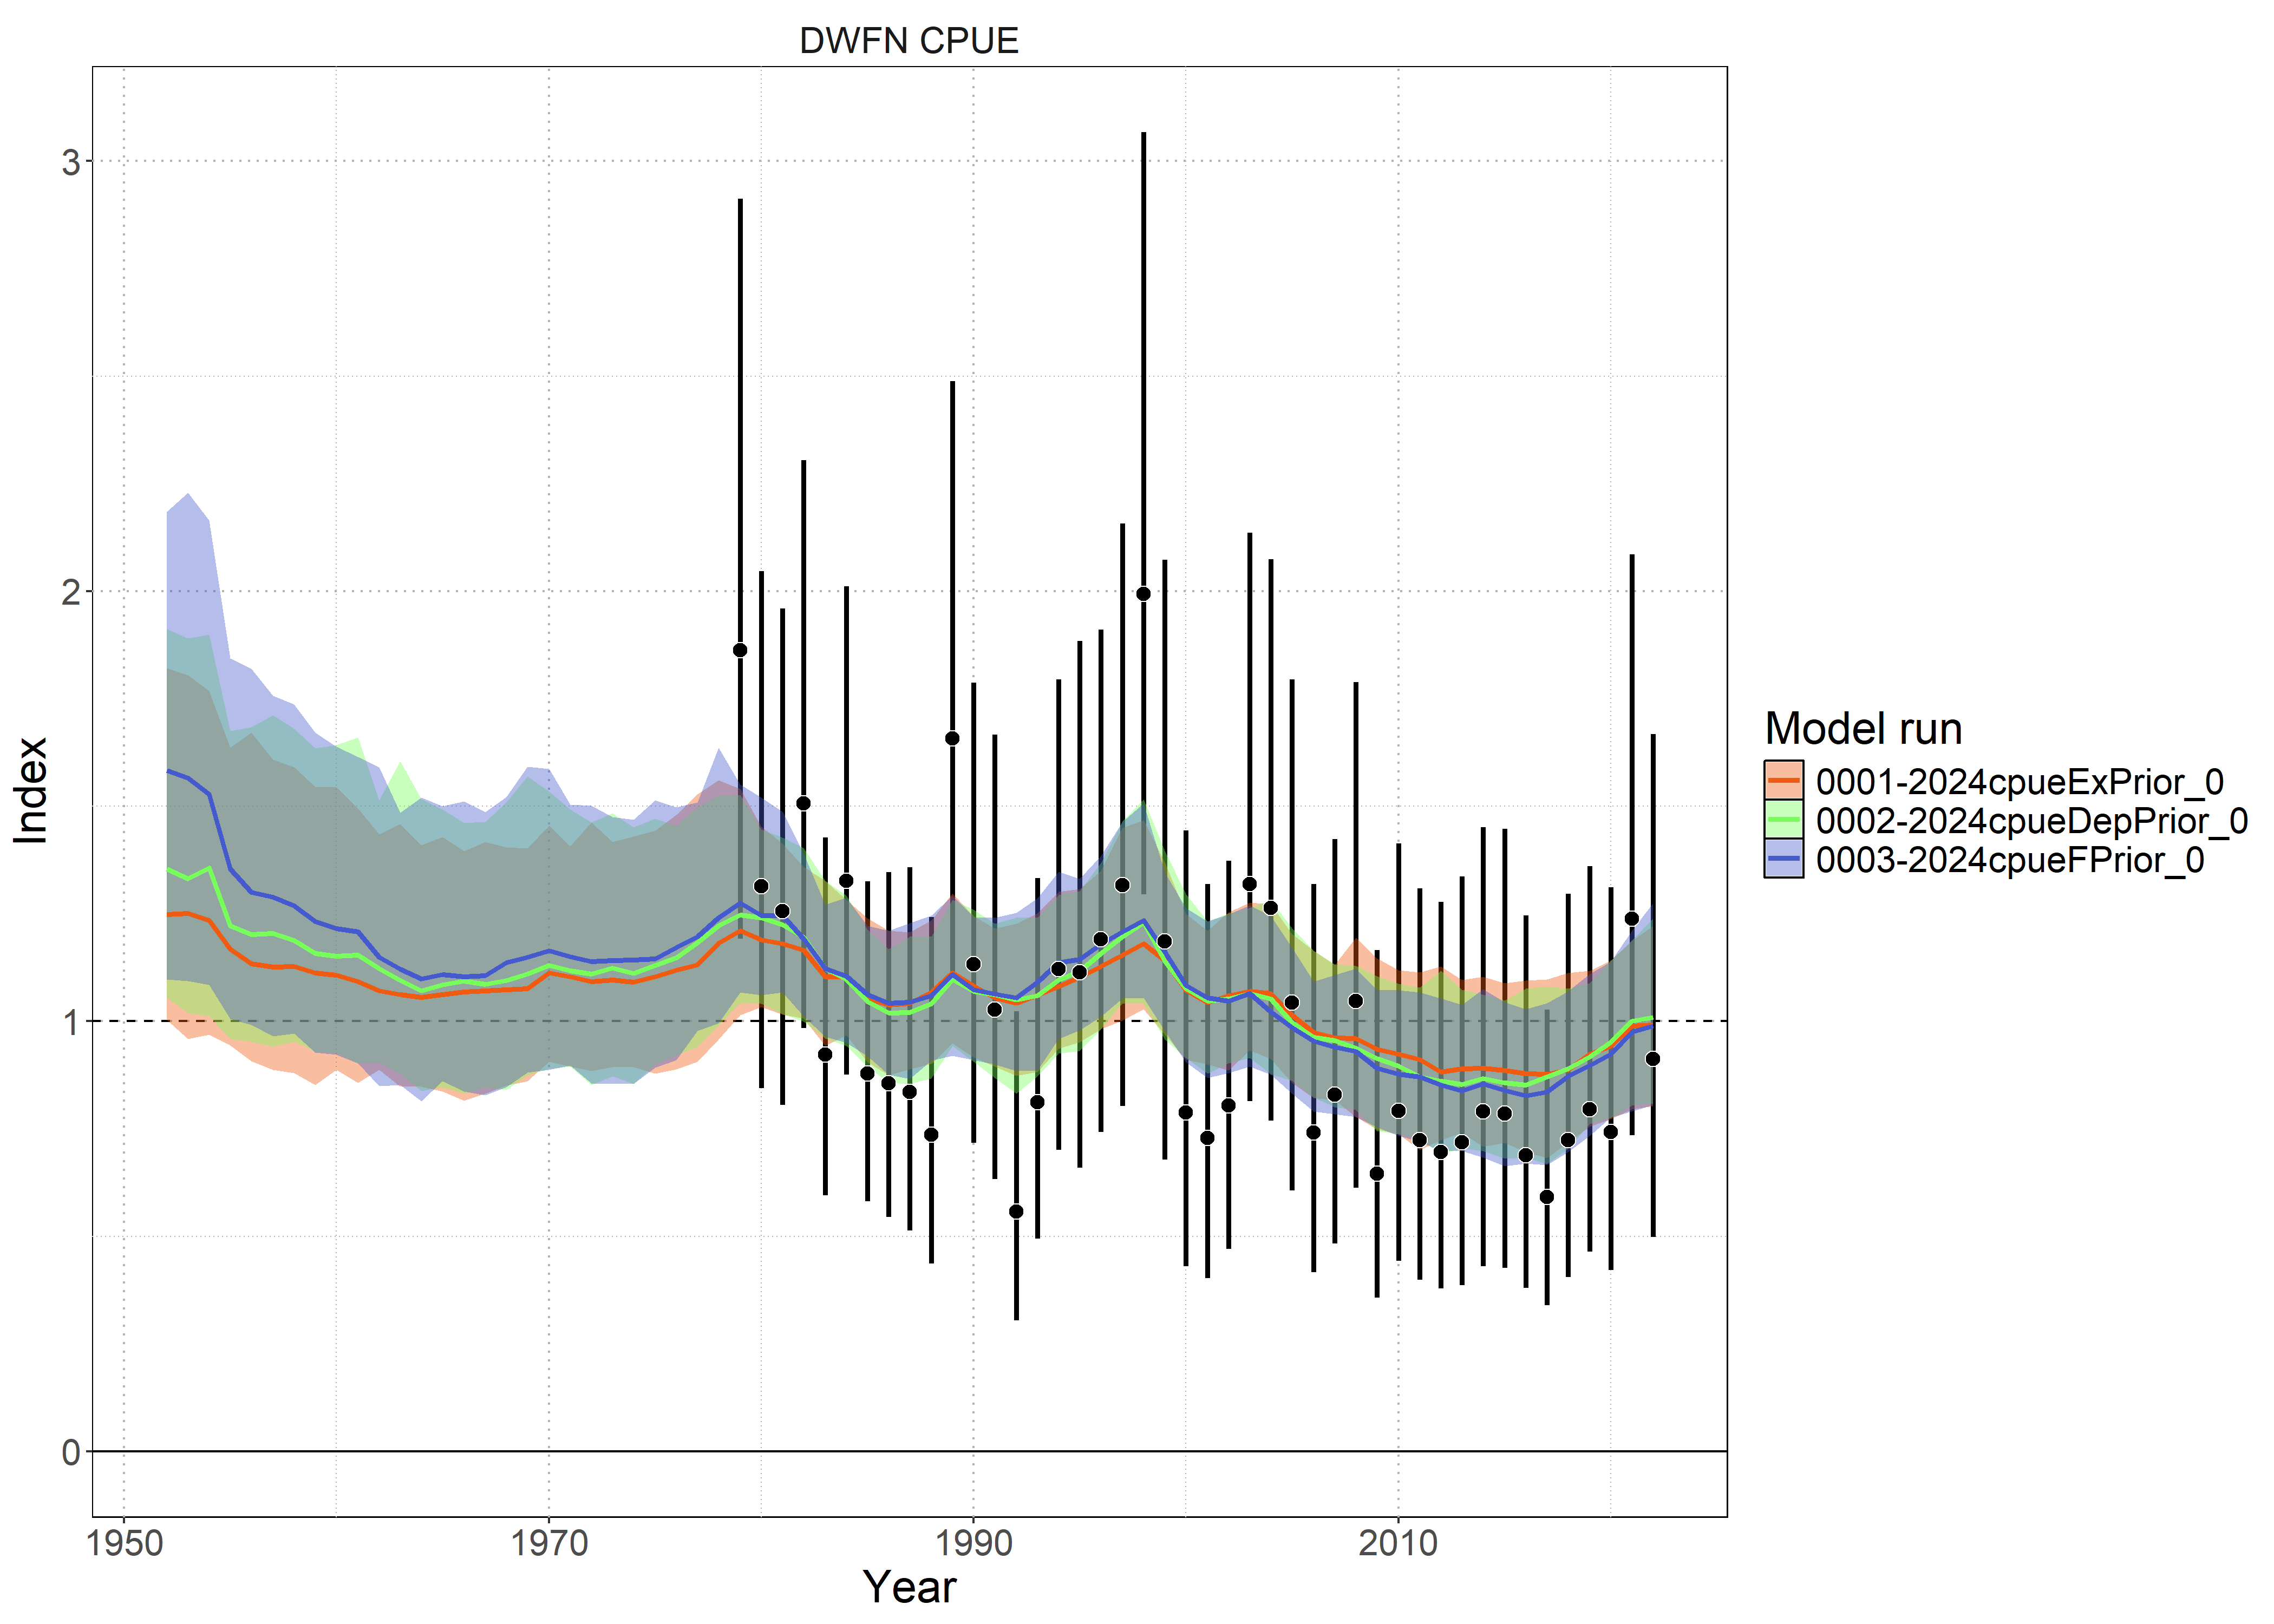 DWFN CPUE
3
2
1
0
Index
1950
1970
1990
2010
Year
Model run
0001-2024cpueExPrior_0
0002-2024cpueDepPrior_0
0003-2024cpueFPrior_0